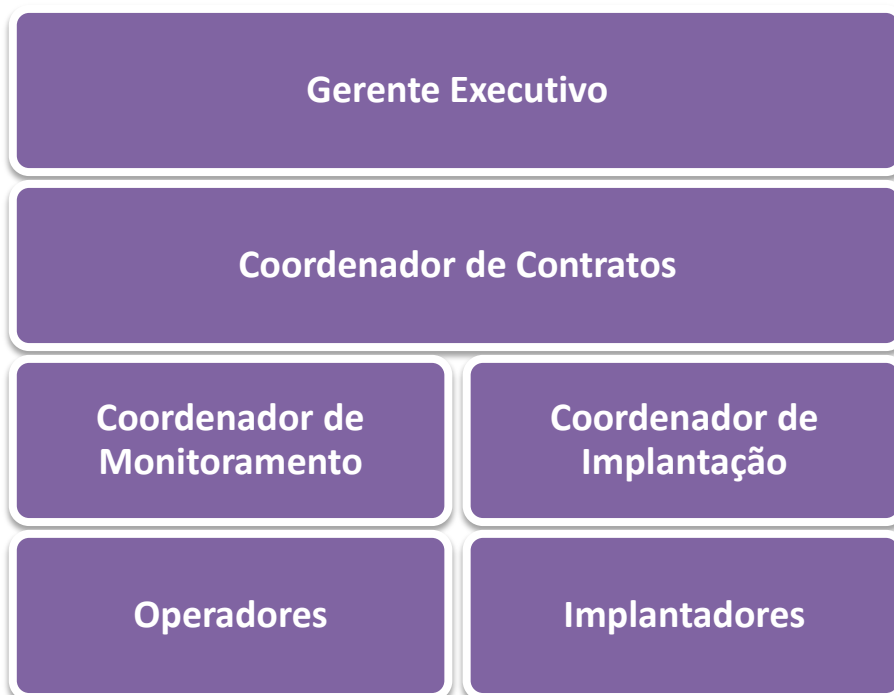 Gerente Executivo
Coordenador de Contratos
Coordenador de
Monitoramento
Coordenador de
Implantação
Operadores
Implantadores